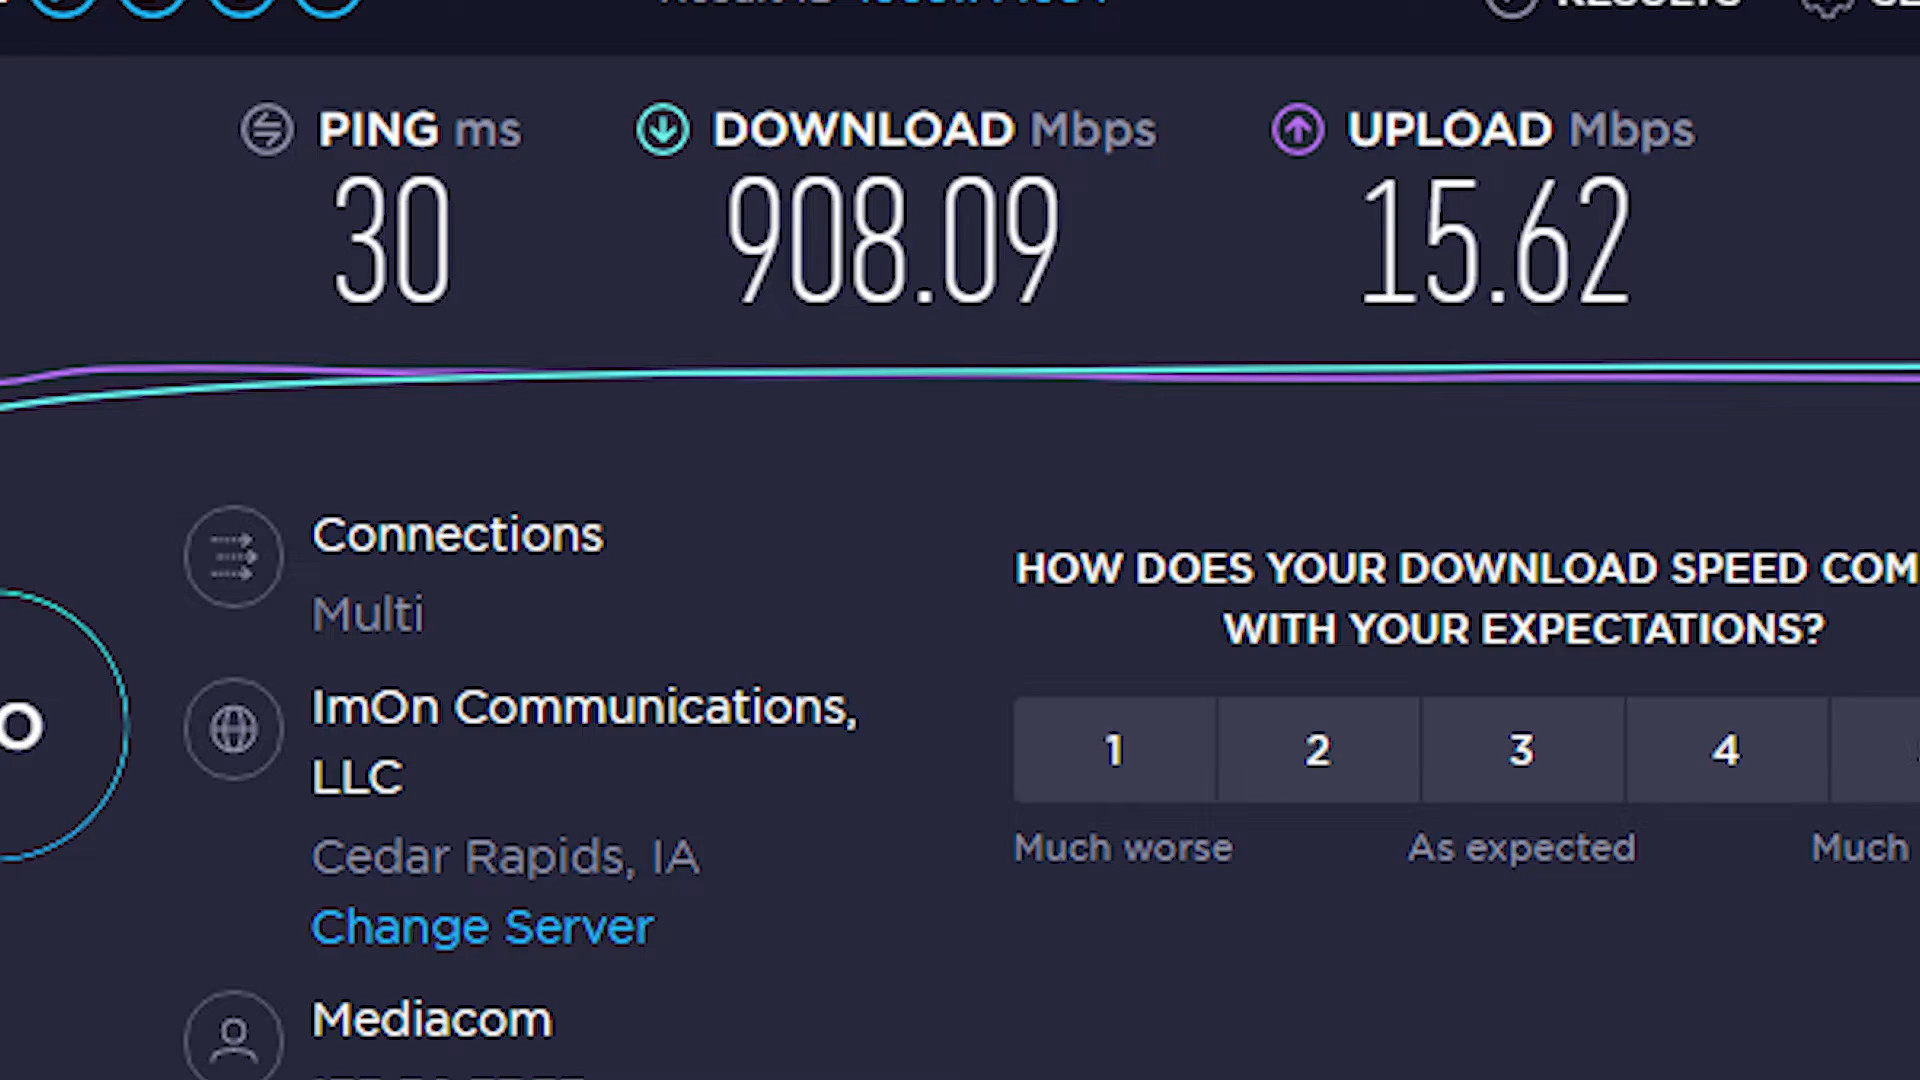 RESULTS
PING ms
DOWNLOAD Mbps
UPLOAD Mbps
30
908.09
15.62
Connections
Multi
HOW DOES YOUR DOWNLOAD SPEED COM
WITH YOUR EXPECTATIONS?
ImOn Communications,
LLC
1 2 3 4
Much worse
As expected
Much
Cedar Rapids, IA
Change Server
Mediacom